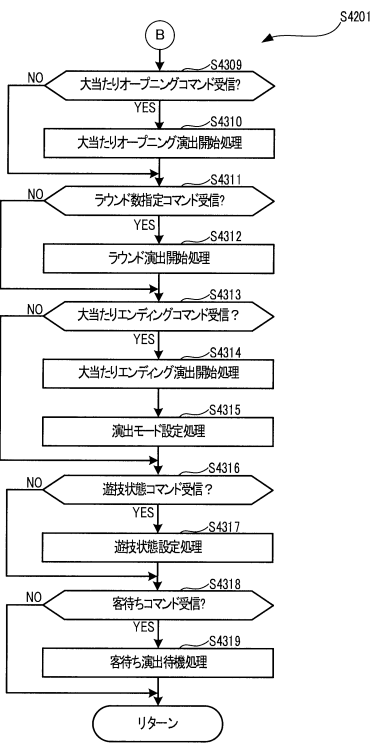 S4201
B
S4309
大当たりオープニングコマンド受信?
NO
YES
S4310
大当たりオープニング演出開始処理
S4311
ラウンド数指定コマンド受信?
NO
YES
S4312
ラウンド演出開始処理
S4313
大当たりエンディングコマンド受信?
NO
YES
S4314
大当たりエンディング演出開始処理
S4315
演出モード設定処理
S4316
遊技状態コマンド受信?
NO
YES
S4317
遊技状態設定処理
S4318
客待ちコマンド受信?
NO
YES
S4319
客待ち演出待機処理
リターン